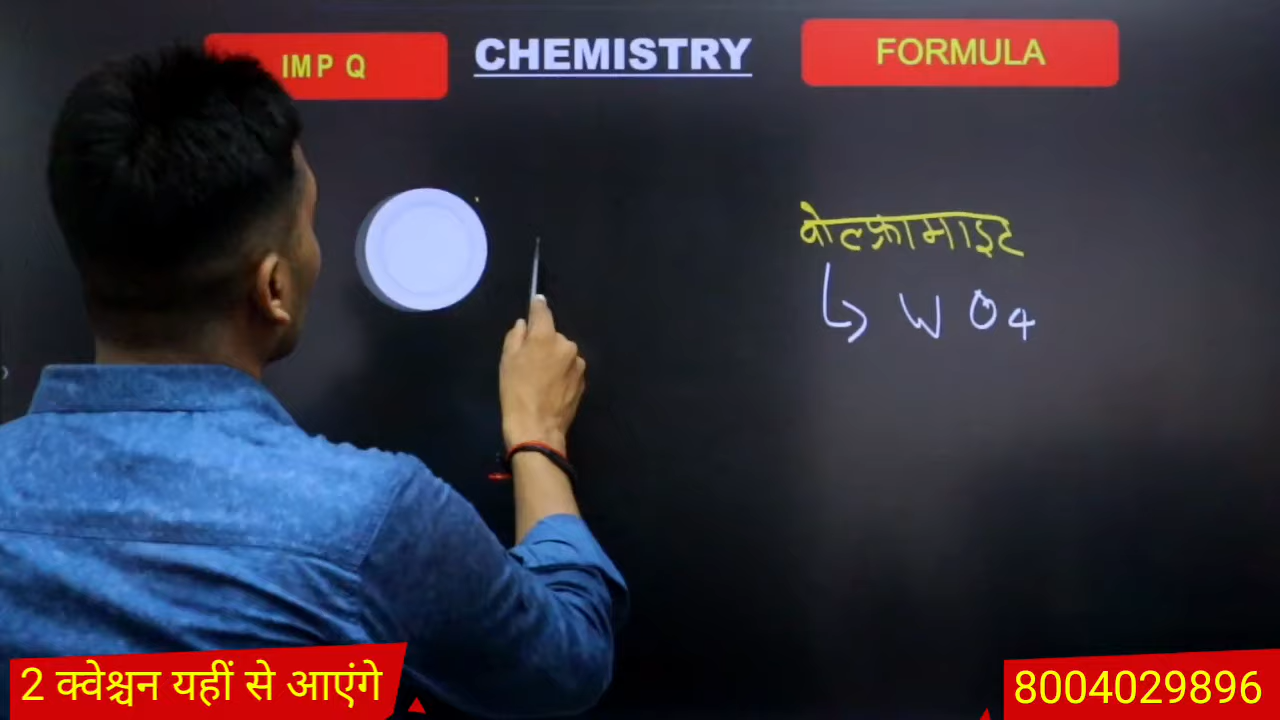 IMP Q
CHEMISTRY
FORMULA
वोल्फ्रामाइट
↳ WO₄
2 क्वेश्चन यहीं से आएंगे
8004029896